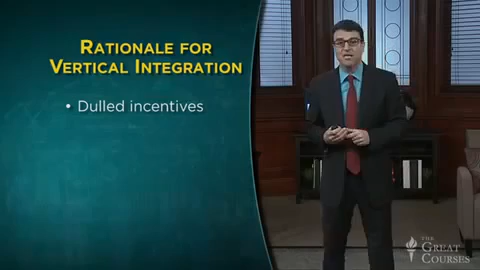 RATIONALE FOR
VERTICAL INTEGRATION
• Dulled incentives
THE
GREAT
COURSES